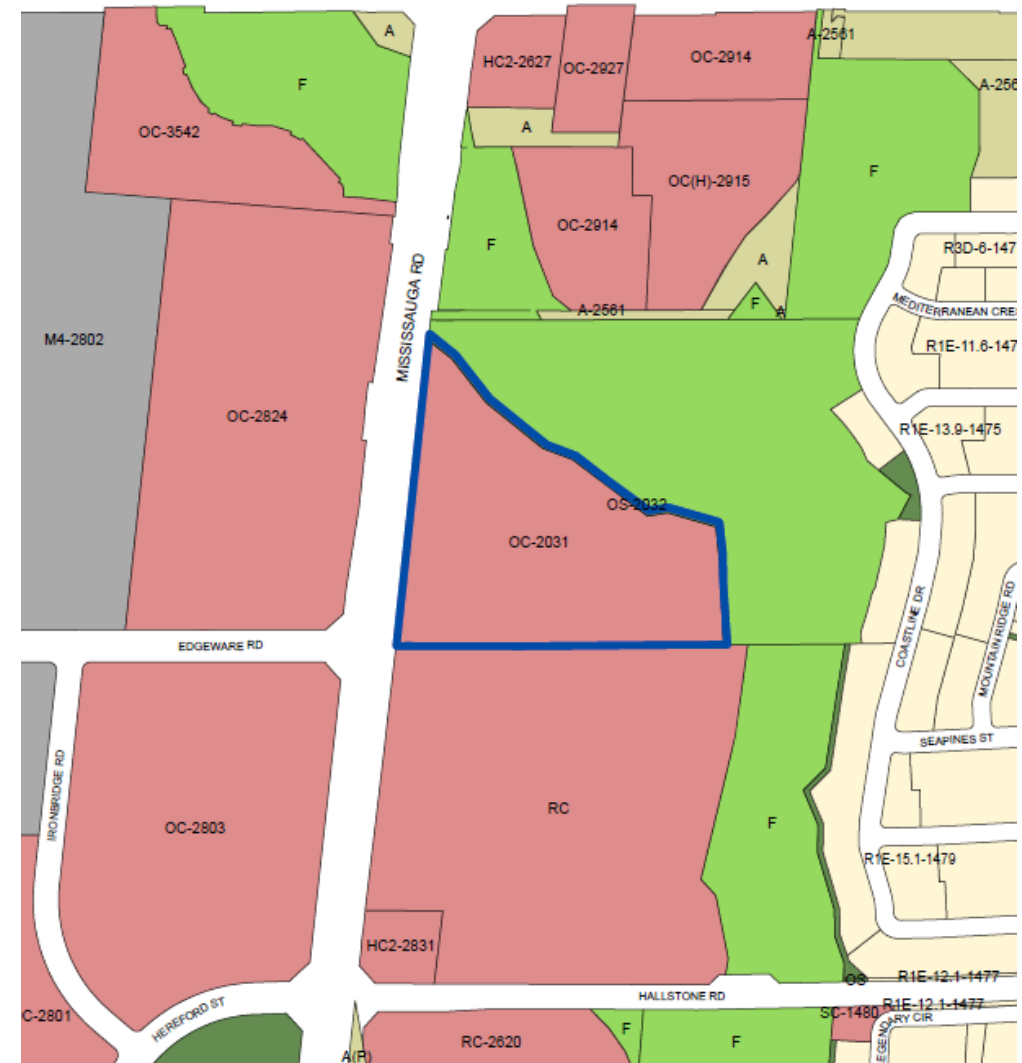 A
A-2561
HC2-2627
OC-2927
OC-2914
F
A-256
OC-3542
A
OC(H)-2915
F
OC-2914
F
R3D-6-147
A
MISSISSAUGA RD
F
A
A-2561
MEDITERRANEAN CRE
M4-2802
R1E-11.6-147
OC-2824
R1E-13.9-1475
OS-2032
OC-2031
COASTLINE DR
MOUNTAINRIDGE RD
EDGEWARE RD
SEAPINES ST
IRONBRIDGE RD
RC
OC-2803
F
R1E-15.1-1479
HC2-2831
OS
R1E-12.1-1477
HALLSTONE RD
R1E-12.1-1477
HEREFORD ST
C-2801
SC-1480
EGENDARY CIR
F
RC-2620
F
A(P)